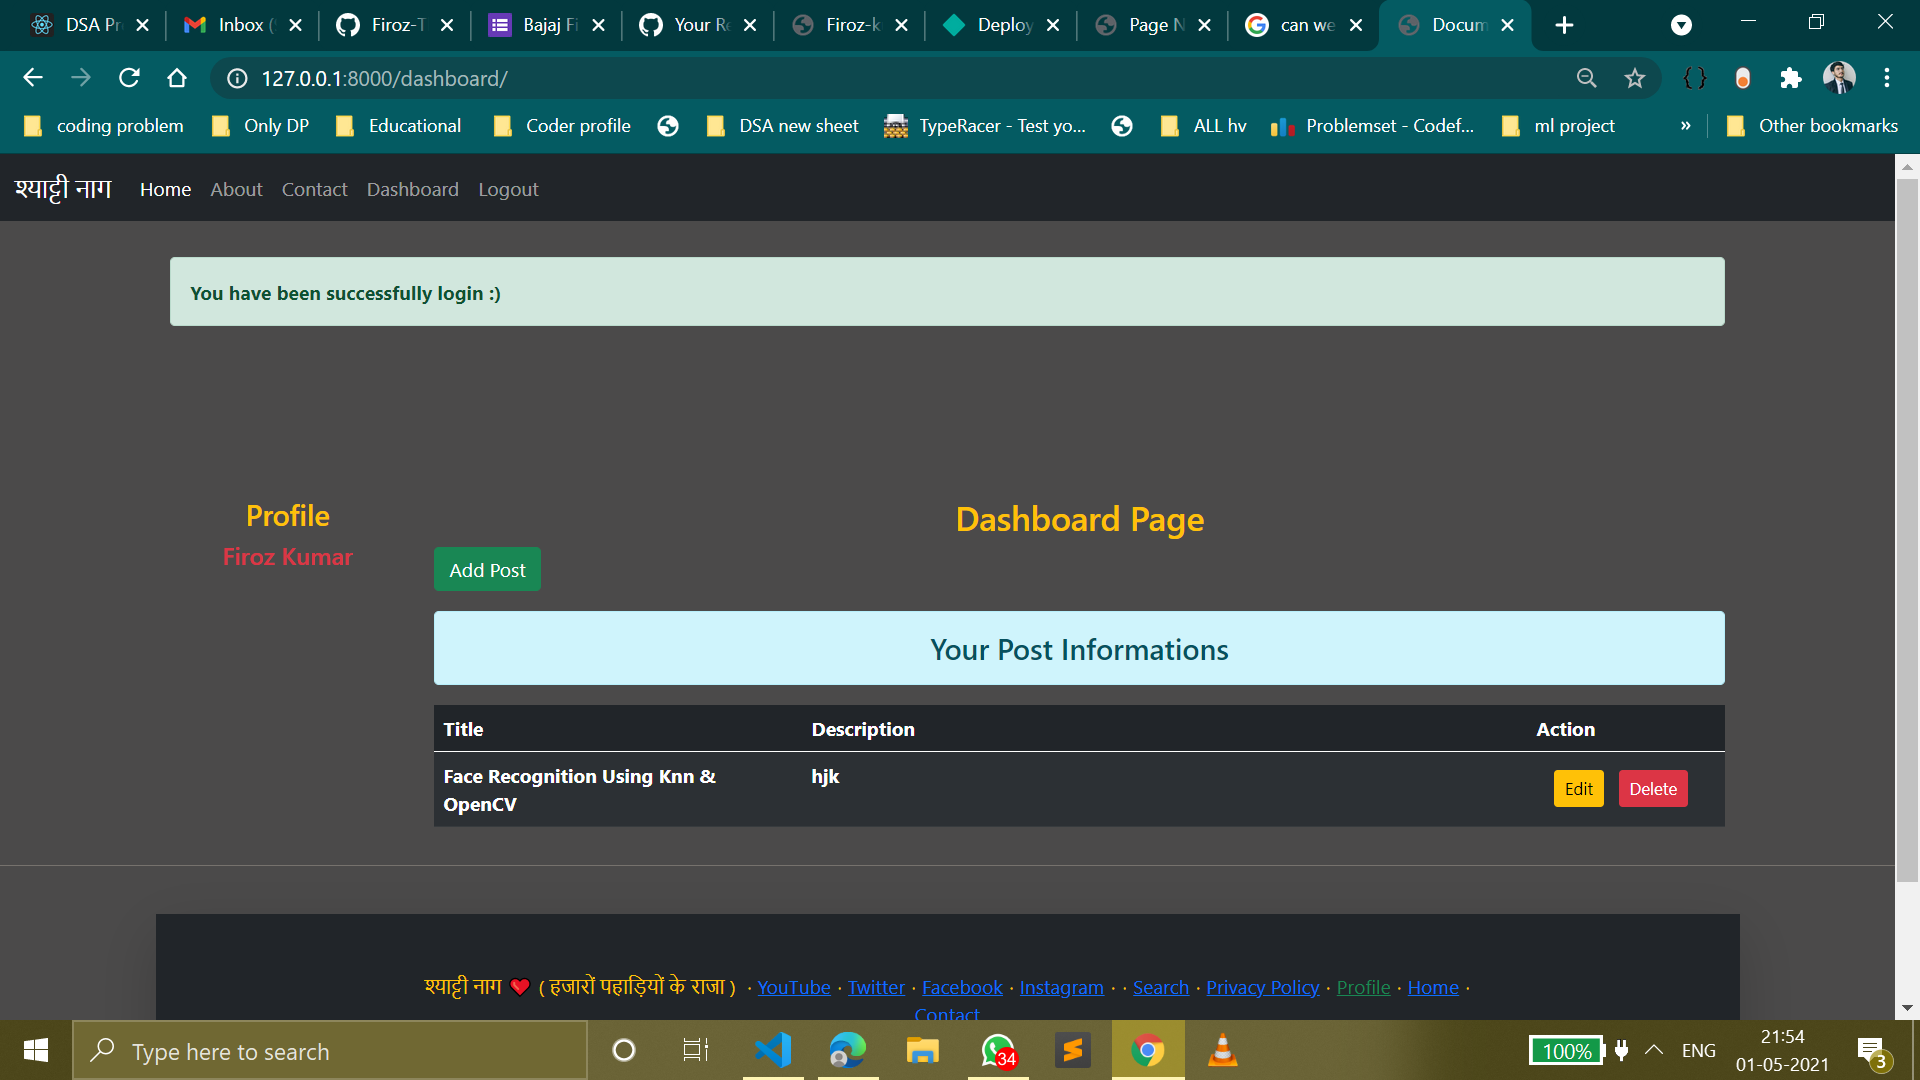 DSA Pr
Inbox (
Firoz-T
Bajaj Fi
Your Re
Firoz-k
Deploy
Page N
can we
Docum
127.0.0.1:8000/dashboard/
coding problem
Only DP
Educational
Coder profile
DSA new sheet
TypeRacer - Test yo...
ALL hv
Problemset - Codef...
ml project
»
Other bookmarks
श्याट्टी नाग Home About Contact Dashboard Logout
You have been successfully login :)
Profile
Firoz Kumar
Dashboard Page
Add Post
Your Post Informations
Title Description Action
Face Recognition Using Knn &
OpenCV
hjk
Edit Delete
श्याट्टी नाग ❤ ( हजारों पहाड़ियों के राजा ) · YouTube · Twitter · Facebook · Instagram · · Search · Privacy Policy · Profile · Home ·
Contact
Type here to search
34
100%
ENG
21:54
01-05-2021
3